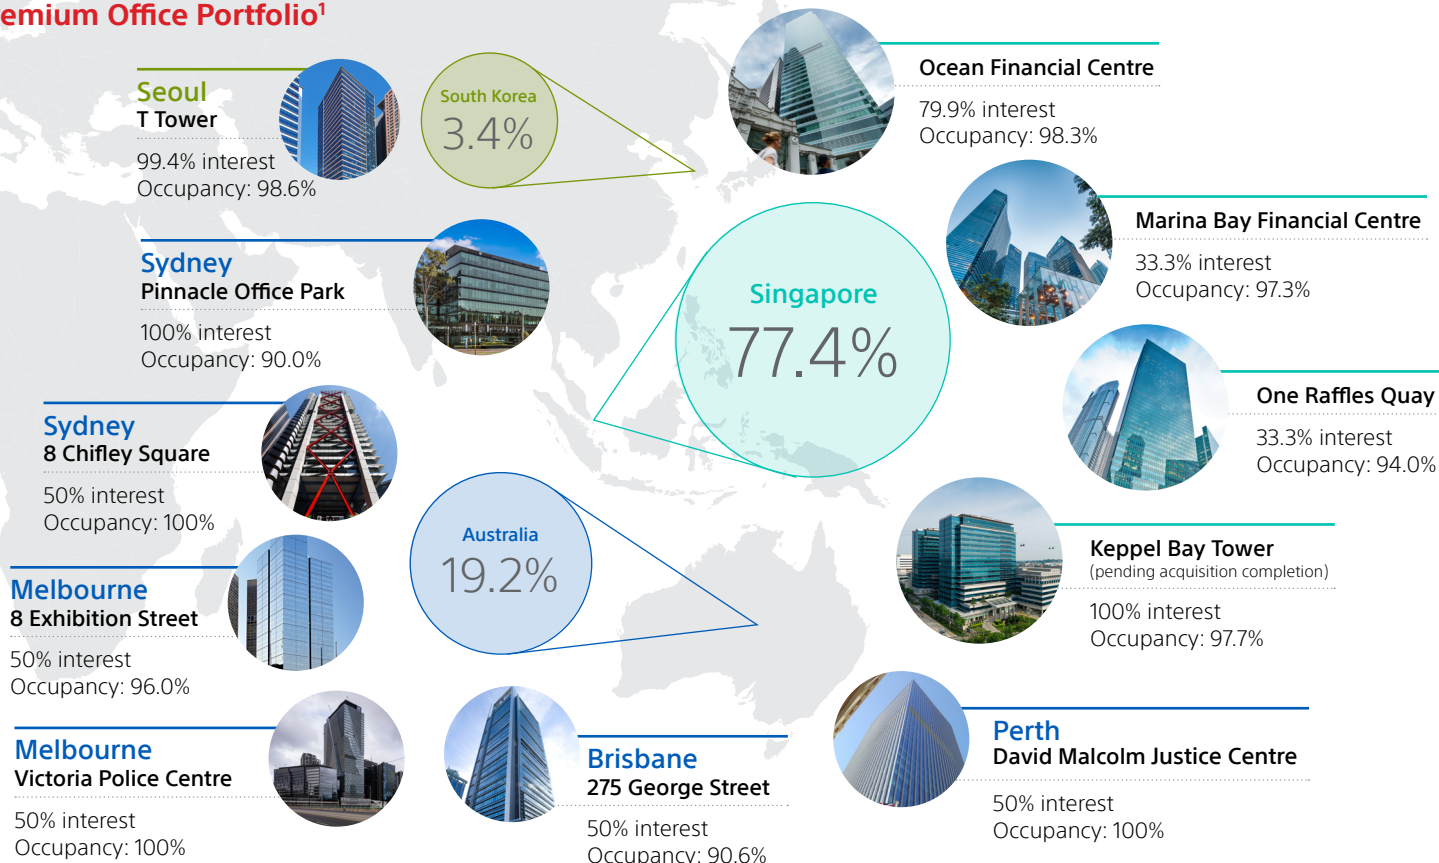 emium Office Portfolio1
Seoul
T Tower
99.4% interest
Occupancy: 98.6%
South Korea
3.4%
Ocean Financial Centre
79.9% interest
Occupancy: 98.3%
Marina Bay Financial Centre
33.3% interest
Occupancy: 97.3%
Sydney
Pinnacle Office Park
100% interest
Occupancy: 90.0%
Singapore
77.4%
One Raffles Quay
33.3% interest
Occupancy: 94.0%
Sydney
8 Chifley Square
50% interest
Occupancy: 100%
Australia
19.2%
Keppel Bay Tower
(pending acquisition completion)
100% interest
Occupancy: 97.7%
Melbourne
8 Exhibition Street
50% interest
Occupancy: 96.0%
Melbourne
Victoria Police Centre
50% interest
Occupancy: 100%
Brisbane
275 George Street
50% interest
Occupancy: 90.6%
Perth
David Malcolm Justice Centre
50% interest
Occupancy: 100%